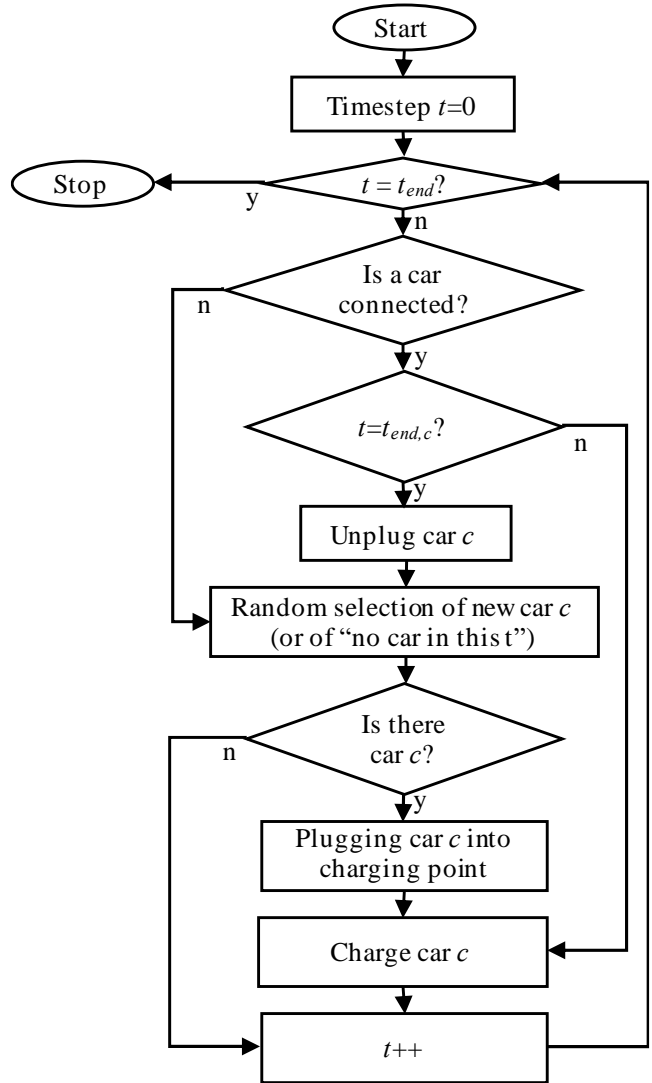 Start
Timestep t=0
t = t_end?
Stop
y
n
Is a car
connected?
n
y
t=t_end,c?
n
y
Unplug car c
Random selection of new car c
(or of “no car in this t”)
Is there
car c?
n
y
Plugging car c into
charging point
Charge car c
t++